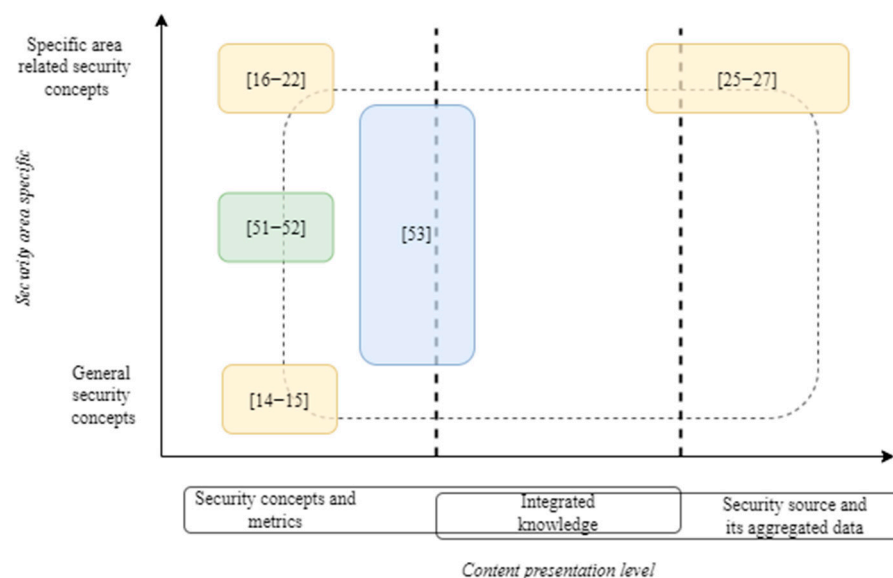 Specific area
related security
concepts
[16–22]
[25–27]
Security area specific
[51–52]
[53]
General
security
concepts
[14–15]
Security concepts and
metrics
Integrated
knowledge
Security source and
its aggregated data
Content presentation level